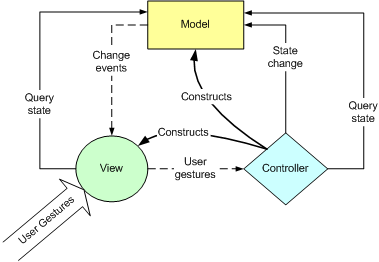 Model
Change
events
State
change
Query
state
Constructs
Query
state
Constructs
View
User
gestures
Controller
User Gestures